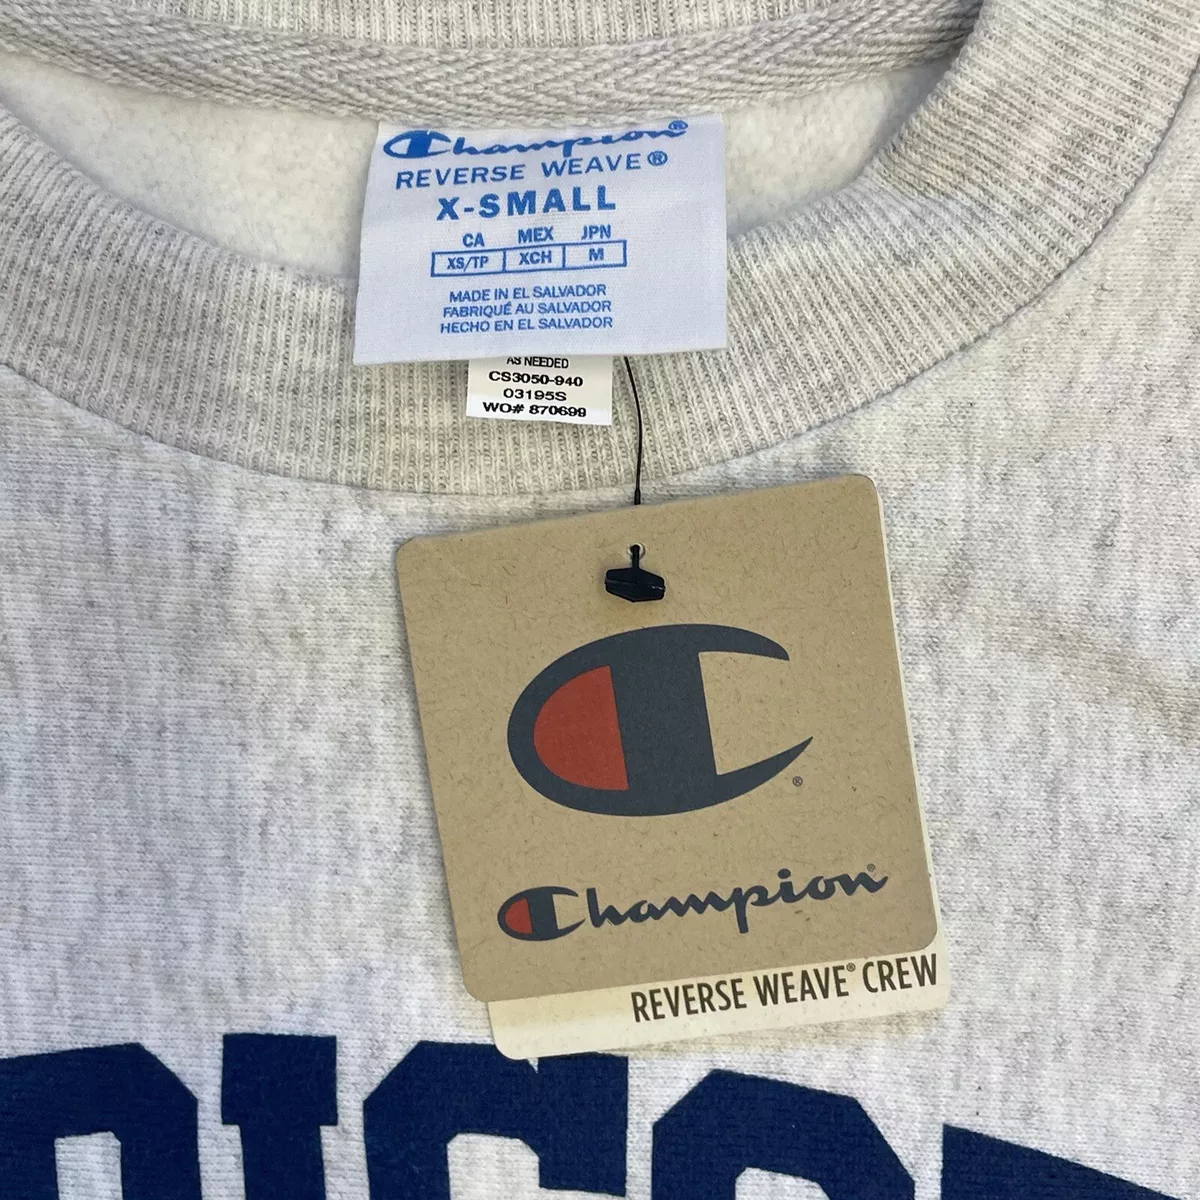 Champion®
REVERSE WEAVE®
X-SMALL
CA MEX JPN
XS/TP XCH M
MADE IN EL SALVADOR
FABRIQUÉ AU SALVADOR
HECHO EN EL SALVADOR
AS NEEDED
CS3050-940
03195S
WO# 870699
®
Champion®
REVERSE WEAVE® CREW